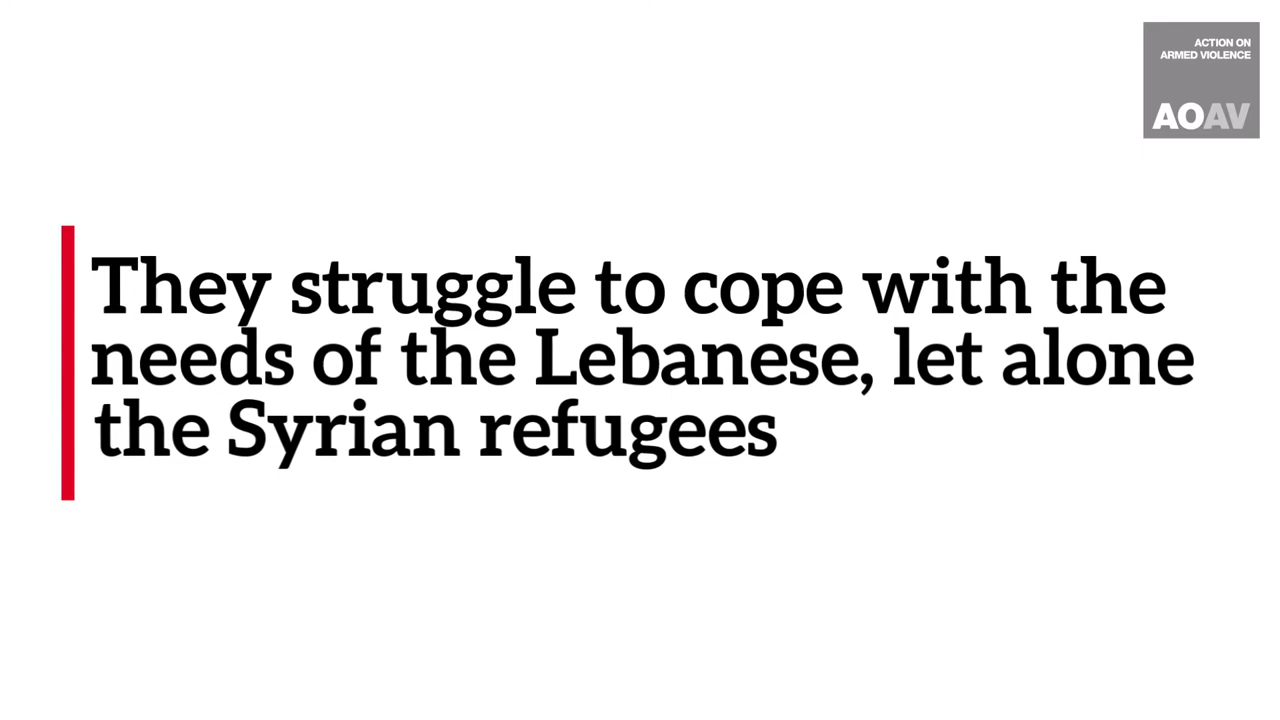 ACTION ON
ARMED VIOLENCE
AOAV
They struggle to cope with the
needs of the Lebanese, let alone
the Syrian refugees